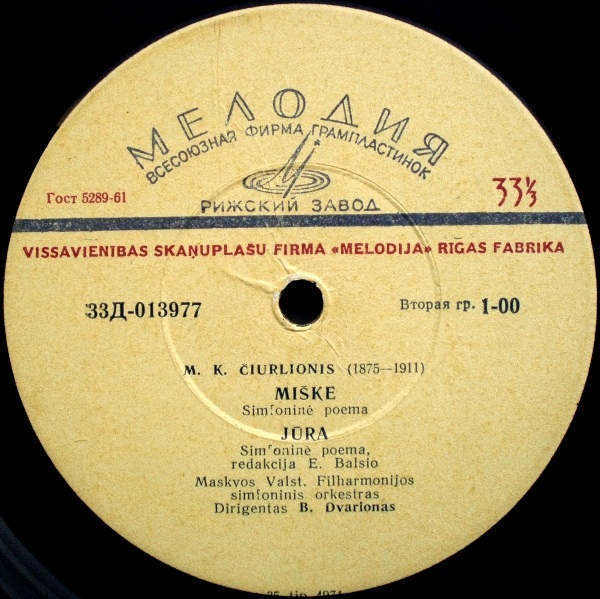 МЕЛОДИЯ
ВСЕСОЮЗНАЯ ФИРМА ГРАМПЛАСТИНОК
Гост 5289-61
33⅓
РИЖСКИЙ ЗАВОД
VISSAVIENĪBAS SKAŅUPLAŠU FIRMA «MELODIJA» RĪGAS FABRIKA
33Д-013977
Вторая гр. 1-00
M. K. ČIURLIONIS (1875—1911)
MIŠKE
Simfoninė poema
JŪRA
Simfoninė poema,
redakcija E. Balsio
Maskvos Valst. Filharmonijos
simfoninis orkestras
Dirigentas B. Dvarionas